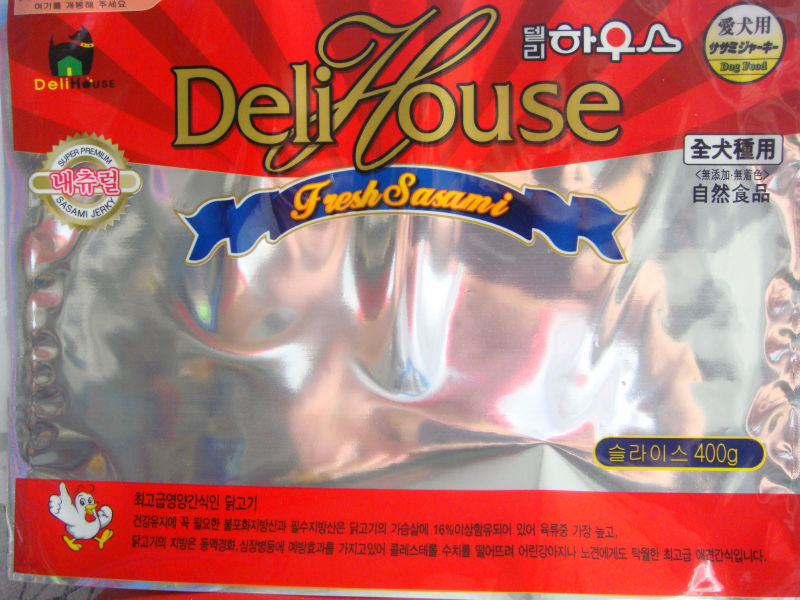 여기를 개봉해 주세요
DeliHouse
델리하우스
DeliHouse
愛犬用
ササミジャーキー
Dog Food
SUPER PREMIUM
내츄럴
SASAMI JERKY
Fresh Sasami
全犬種用
<無添加·無着色>
自然食品
슬라이스 400g
최고급영양간식인 닭고기
건강유지에 꼭 필요한 불포화지방산과 필수지방산은 닭고기의 가슴살에 16%이상함유되어 있어 육류중 가장 높고,
닭고기의 지방은 동맥경화, 심장병등에 예방효과를 가지고있어 콜레스테롤 수치를 떨어뜨려 어린강아지나 노견에게도 탁월한 최고급 애견간식입니다.